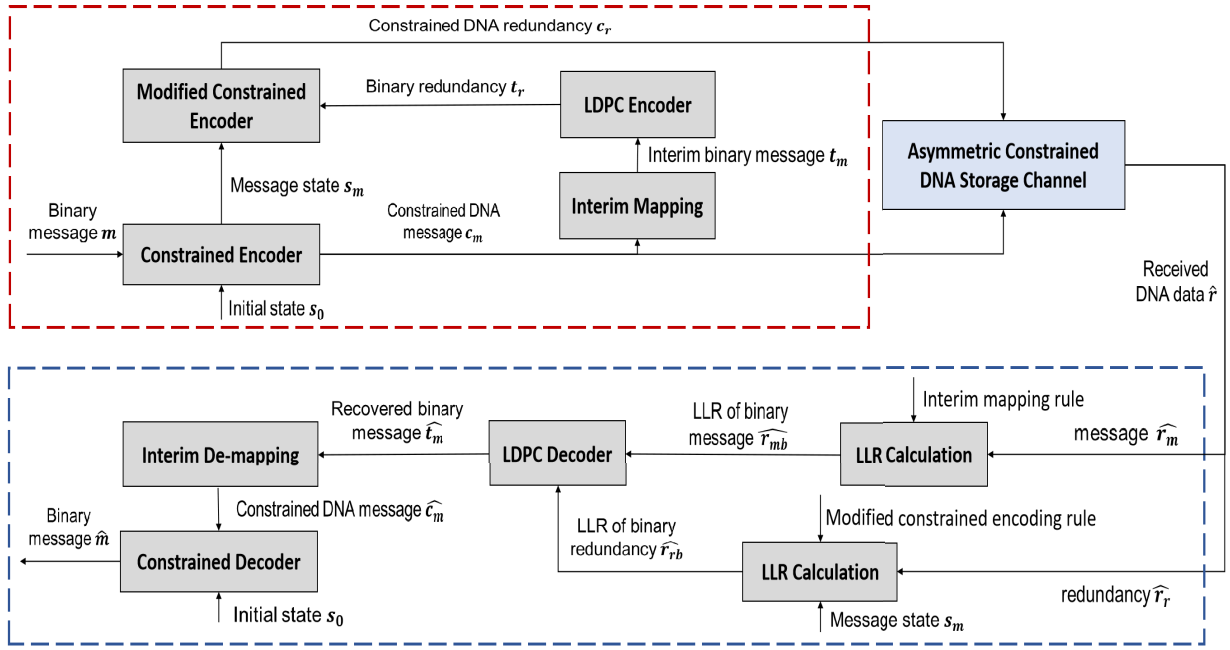 Constrained DNA redundancy c_r
Modified Constrained
Encoder
Binary redundancy t_r
LDPC Encoder
Asymmetric Constrained
DNA Storage Channel
Message state s_m
Interim binary message t_m
Binary
message m
Constrained DNA
message c_m
Interim Mapping
Constrained Encoder
Initial state s_0
Received
DNA data r̂
Interim mapping rule
Recovered binary
message t̂_m
LLR of binary
message r̂_mb
message r̂_m
Interim De-mapping
LDPC Decoder
LLR Calculation
Constrained DNA message ĉ_m
Binary
message m̂
LLR of binary
redundancy r̂_rb
Modified constrained encoding rule
Constrained Decoder
LLR Calculation
redundancy r̂_r
Initial state s_0
Message state s_m